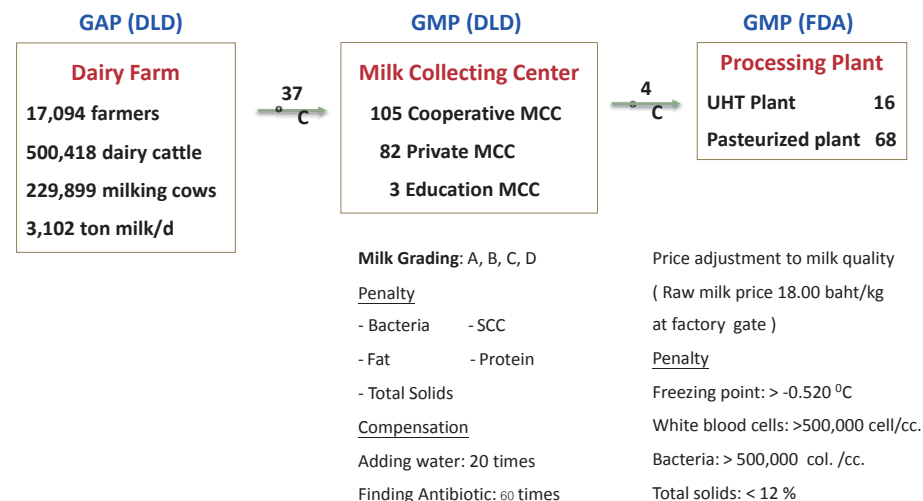 GAP (DLD)
Dairy Farm
17,094 farmers
500,418 dairy cattle
229,899 milking cows
3,102 ton milk/d
37
° C
GMP (DLD)
Milk Collecting Center
105 Cooperative MCC
82 Private MCC
3 Education MCC
4
° C
GMP (FDA)
Processing Plant
UHT Plant 16
Pasteurized plant 68
Milk Grading: A, B, C, D
Penalty
- Bacteria - SCC
- Fat - Protein
- Total Solids
Compensation
Adding water: 20 times
Finding Antibiotic: 60 times
Price adjustment to milk quality
( Raw milk price 18.00 baht/kg
at factory gate )
Penalty
Freezing point: > -0.520 ⁰C
White blood cells: >500,000 cell/cc.
Bacteria: > 500,000 col. /cc.
Total solids: < 12 %